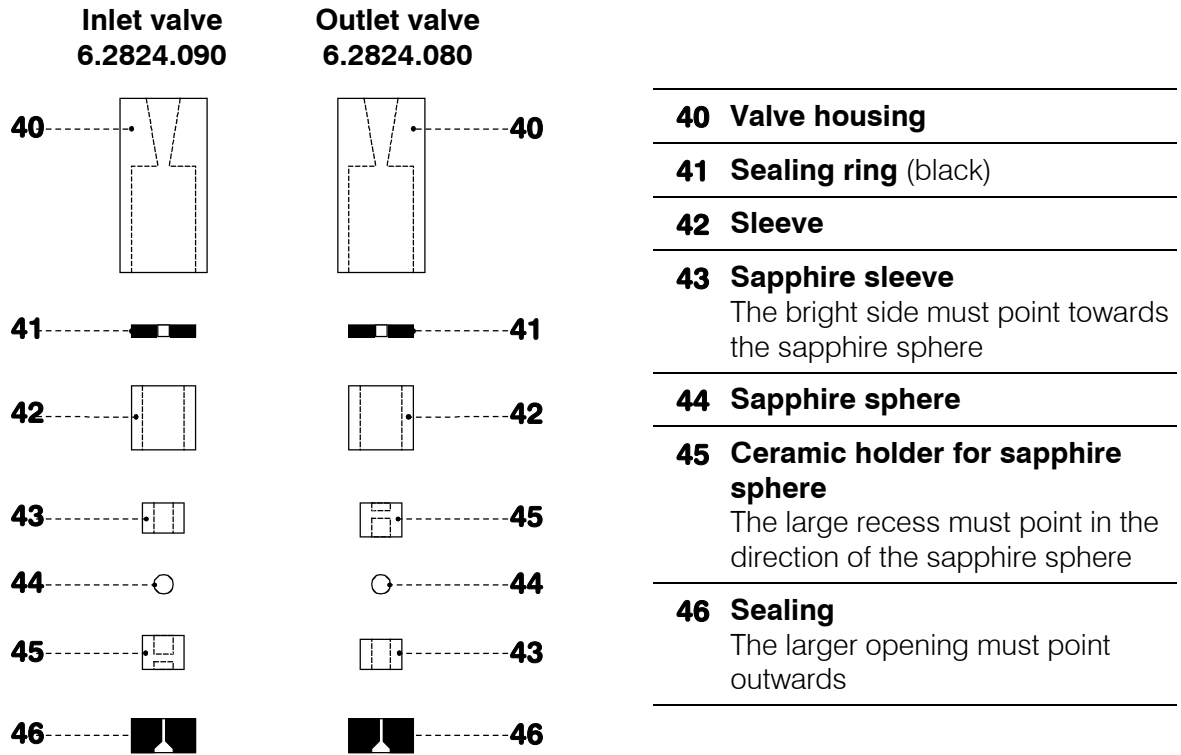 Inlet valve
6.2824.090
Outlet valve
6.2824.080
40
40
41
41
42
42
43
45
44
44
45
43
46
46
40 Valve housing
41 Sealing ring (black)
42 Sleeve
43 Sapphire sleeve
The bright side must point towards
the sapphire sphere
44 Sapphire sphere
45 Ceramic holder for sapphire
sphere
The large recess must point in the
direction of the sapphire sphere
46 Sealing
The larger opening must point
outwards